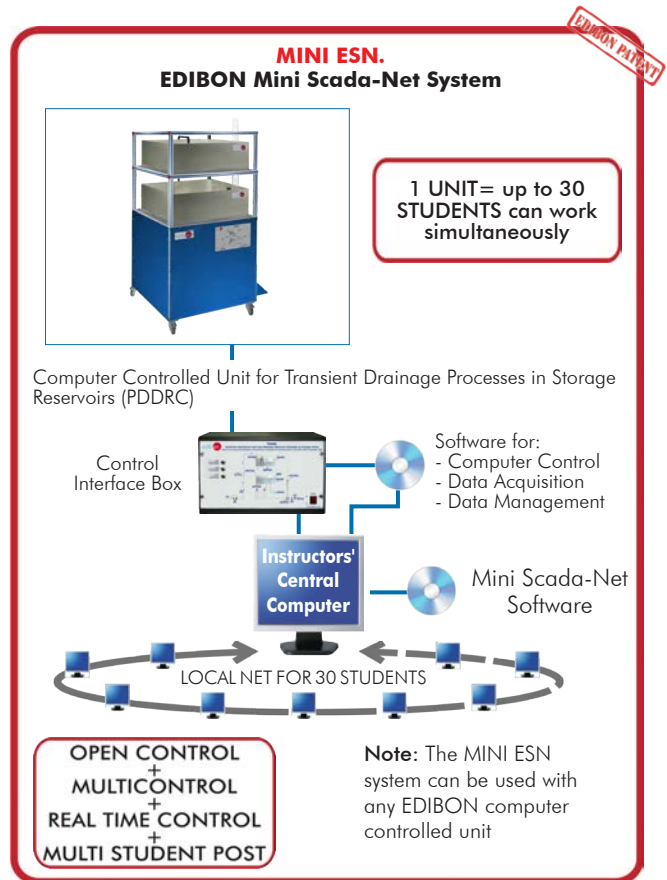 EDIBON PATENT
MINI ESN.
EDIBON Mini Scada-Net System
1 UNIT= up to 30
STUDENTS can work
simultaneously
Computer Controlled Unit for Transient Drainage Processes in Storage
Reservoirs (PDDRC)
Control
Interface Box
Software for:
- Computer Control
- Data Acquisition
- Data Management
Instructors'
Central
Computer
Mini Scada-Net
Software
LOCAL NET FOR 30 STUDENTS
OPEN CONTROL
+
MULTICONTROL
+
REAL TIME CONTROL
+
MULTI STUDENT POST
Note: The MINI ESN
system can be used with
any EDIBON computer
controlled unit